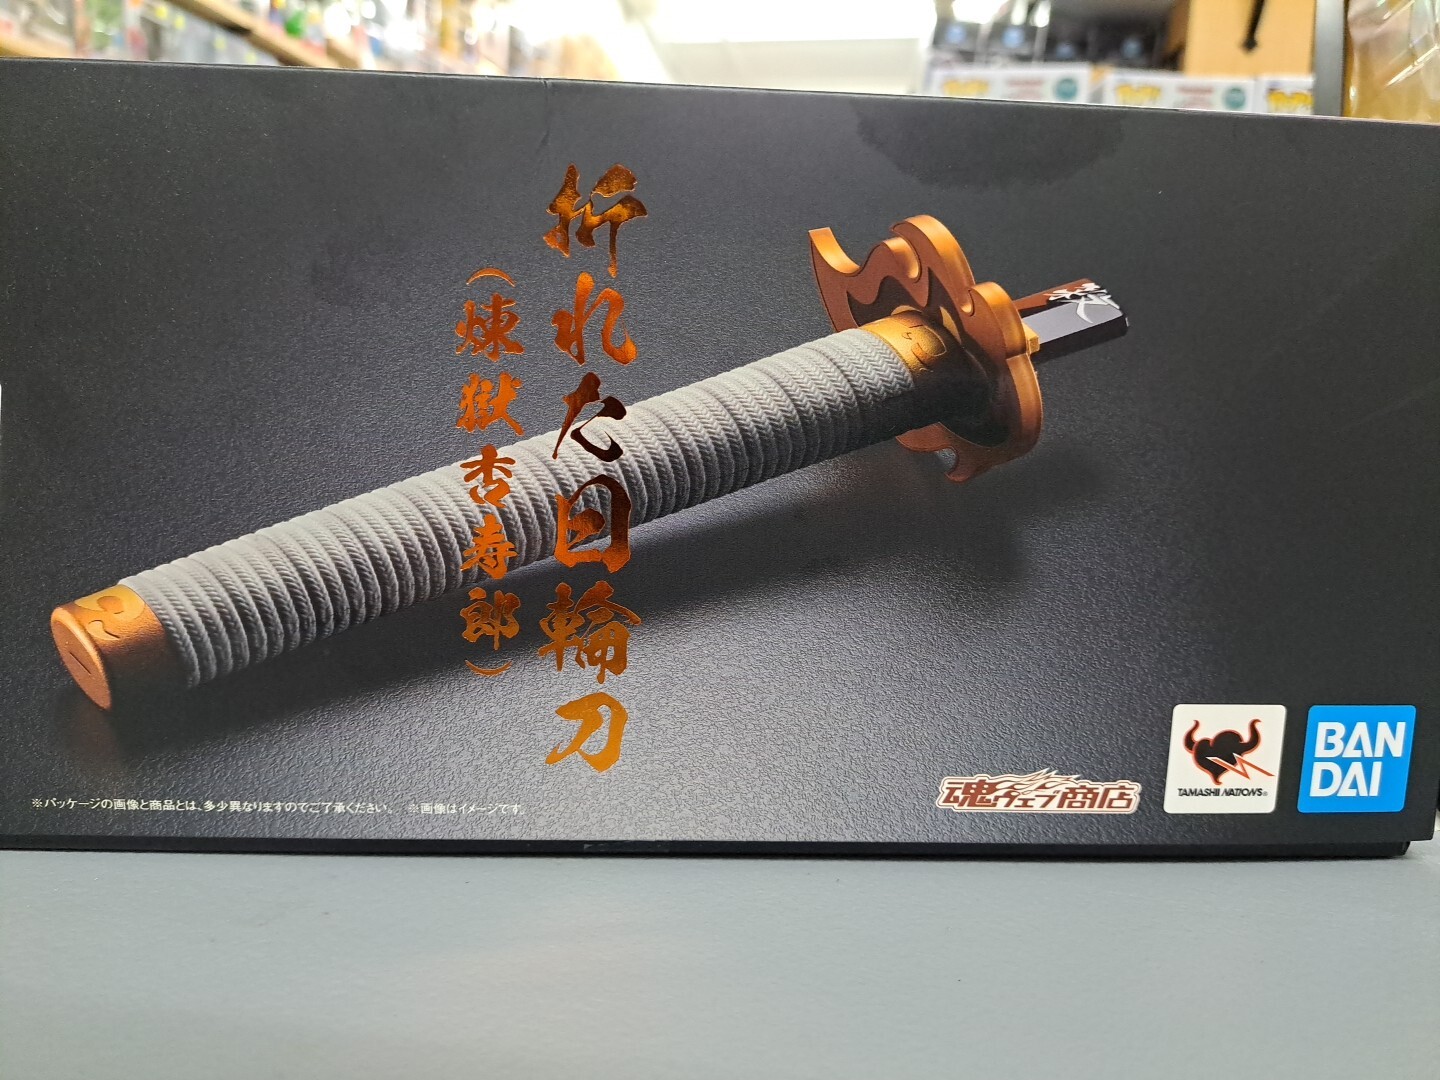 折れた日輪刀
（煉獄杏寿郎）
※パッケージの画像と商品とは、多少異なりますのでご了承ください。 ※画像はイメージです。
魂ウェブ商店
TAMASHII NATIONS®
BAN
DAI